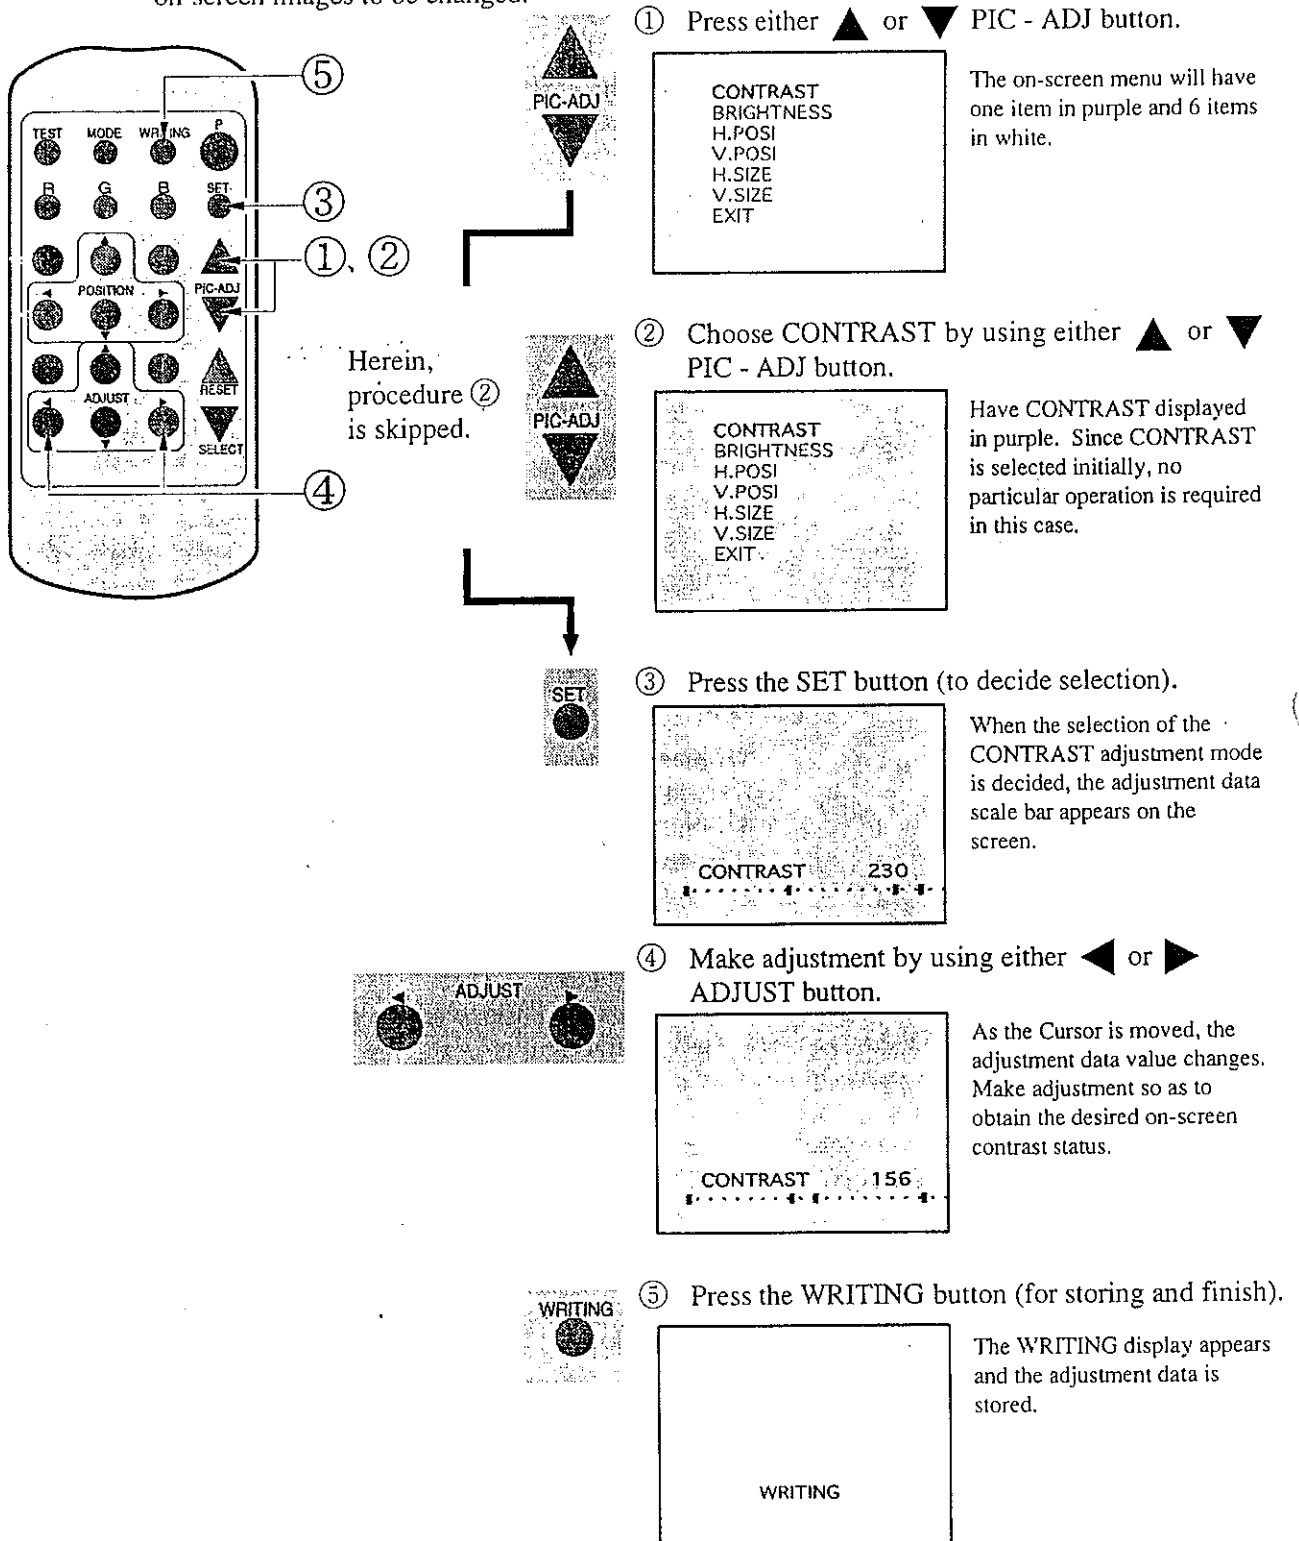 on-screen images to be changed.
① Press either ▲ or ▼ PIC - ADJ button.
PIC-ADJ
CONTRAST
BRIGHTNESS
H.POSI
V.POSI
H.SIZE
V.SIZE
EXIT
The on-screen menu will have
one item in purple and 6 items
in white.
⑤
TEST MODE WRITING P
R G B SET
③
①、②
POSITION
PIC-ADJ
RESET
ADJUST
SELECT
④
Herein,
procedure ②
is skipped.
② Choose CONTRAST by using either ▲ or ▼
PIC - ADJ button.
PIC-ADJ
CONTRAST
BRIGHTNESS
H.POSI
V.POSI
H.SIZE
V.SIZE
EXIT
Have CONTRAST displayed
in purple. Since CONTRAST
is selected initially, no
particular operation is required
in this case.
③ Press the SET button (to decide selection).
SET
CONTRAST 230
When the selection of the
CONTRAST adjustment mode
is decided, the adjustment data
scale bar appears on the
screen.
④ Make adjustment by using either ◀ or ▶
ADJUST button.
ADJUST
CONTRAST 156
As the Cursor is moved, the
adjustment data value changes.
Make adjustment so as to
obtain the desired on-screen
contrast status.
⑤ Press the WRITING button (for storing and finish).
WRITING
WRITING
The WRITING display appears
and the adjustment data is
stored.